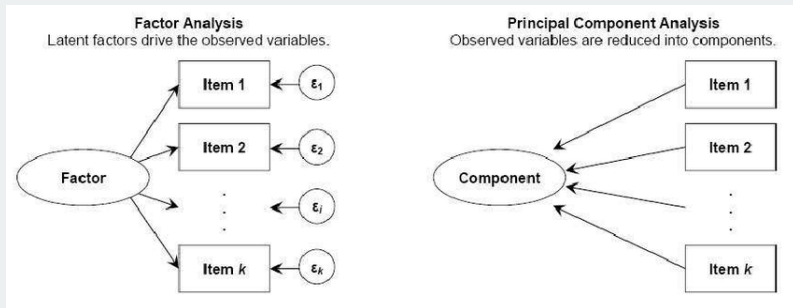 Factor Analysis
Latent factors drive the observed variables.
Item 1
ε1
Item 2
ε2
Factor
.
.
.
εi
Item k
εk
Principal Component Analysis
Observed variables are reduced into components.
Item 1
Item 2
Component
.
.
.
Item k